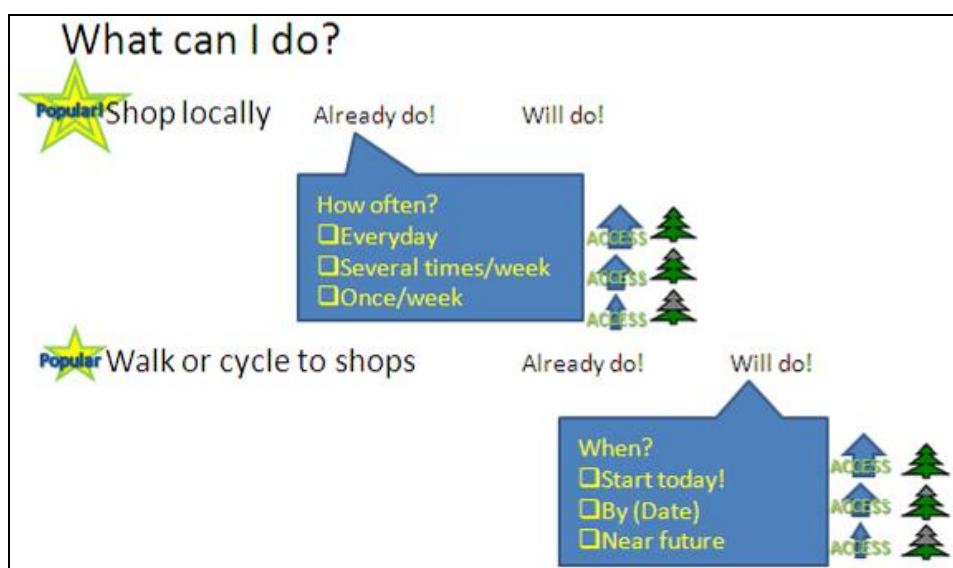 What can I do?
Popular! Shop locally Already do! Will do!
How often?
❑Everyday
❑Several times/week
❑Once/week
ACCESS
ACCESS
ACCESS
Popular Walk or cycle to shops Already do! Will do!
When?
❑Start today!
❑By (Date)
❑Near future
ACCESS
ACCESS
ACCESS